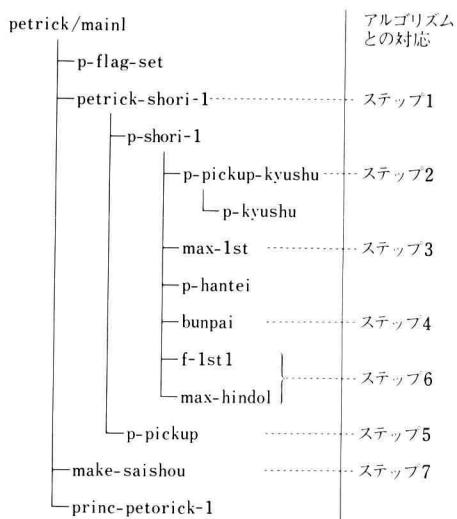 petrick/main1
アルゴリズム
との対応
p-flag-set
petrick-shori-1 ステップ1
p-shori-1
p-pickup-kyushu ステップ2
p-kyushu
max-1st ステップ3
p-hantei
bunpai ステップ4
f-1st1
max-hindo1 ステップ6
p-pickup ステップ5
make-saishou ステップ7
princ-petorick-1